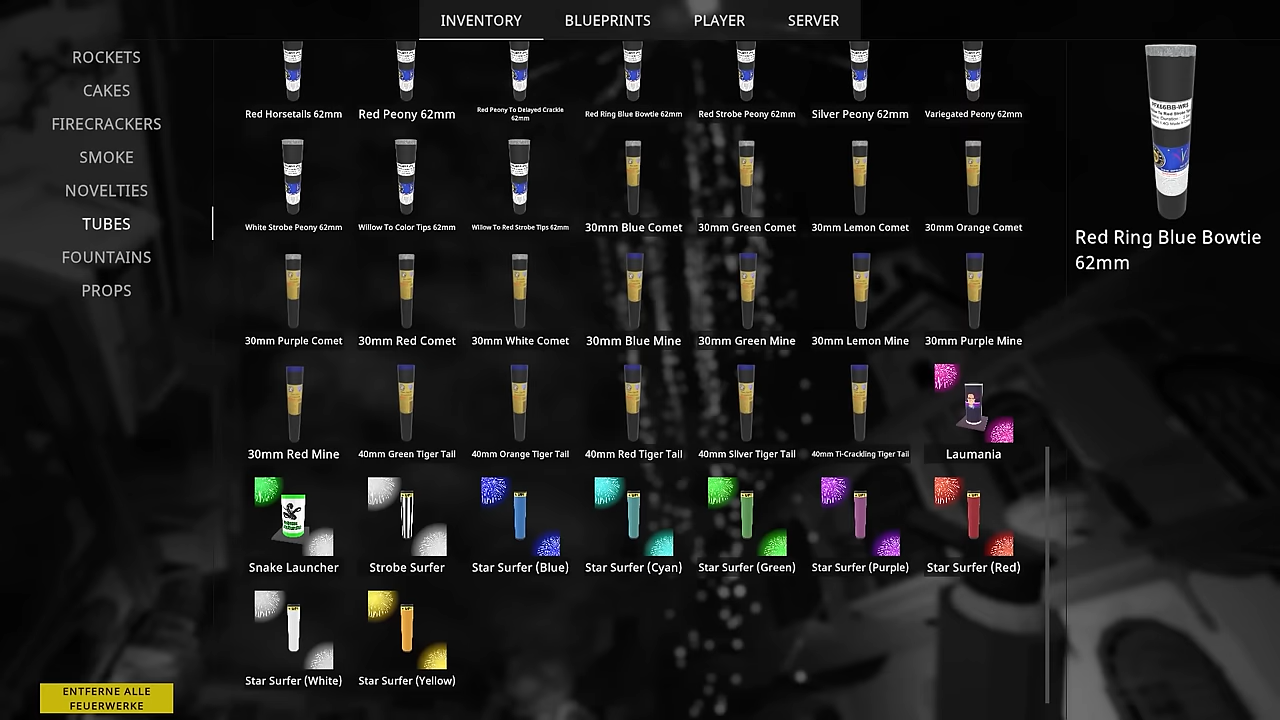 INVENTORY
BLUEPRINTS
PLAYER
SERVER
ROCKETS
CAKES
FIRECRACKERS
SMOKE
NOVELTIES
TUBES
FOUNTAINS
PROPS
Red Horsetails 62mm
Red Peony 62mm
Red Peony To Delayed Crackle
62mm
Red Ring Blue Bowtie 62mm
Red Strobe Peony 62mm
Silver Peony 62mm
Variegated Peony 62mm
White Strobe Peony 62mm
Willow To Color Tips 62mm
Willow To Red Strobe Tips 62mm
30mm Blue Comet
30mm Green Comet
30mm Lemon Comet
30mm Orange Comet
30mm Purple Comet
30mm Red Comet
30mm White Comet
30mm Blue Mine
30mm Green Mine
30mm Lemon Mine
30mm Purple Mine
30mm Red Mine
40mm Green Tiger Tail
40mm Orange Tiger Tail
40mm Red Tiger Tail
40mm Silver Tiger Tail
40mm Ti-Crackling Tiger Tail
Laumania
Snake Launcher
Strobe Surfer
Star Surfer (Blue)
Star Surfer (Cyan)
Star Surfer (Green)
Star Surfer (Purple)
Star Surfer (Red)
Star Surfer (White)
Star Surfer (Yellow)
Red Ring Blue Bowtie
62mm
ENTFERNE ALLE
FEUERWERKE